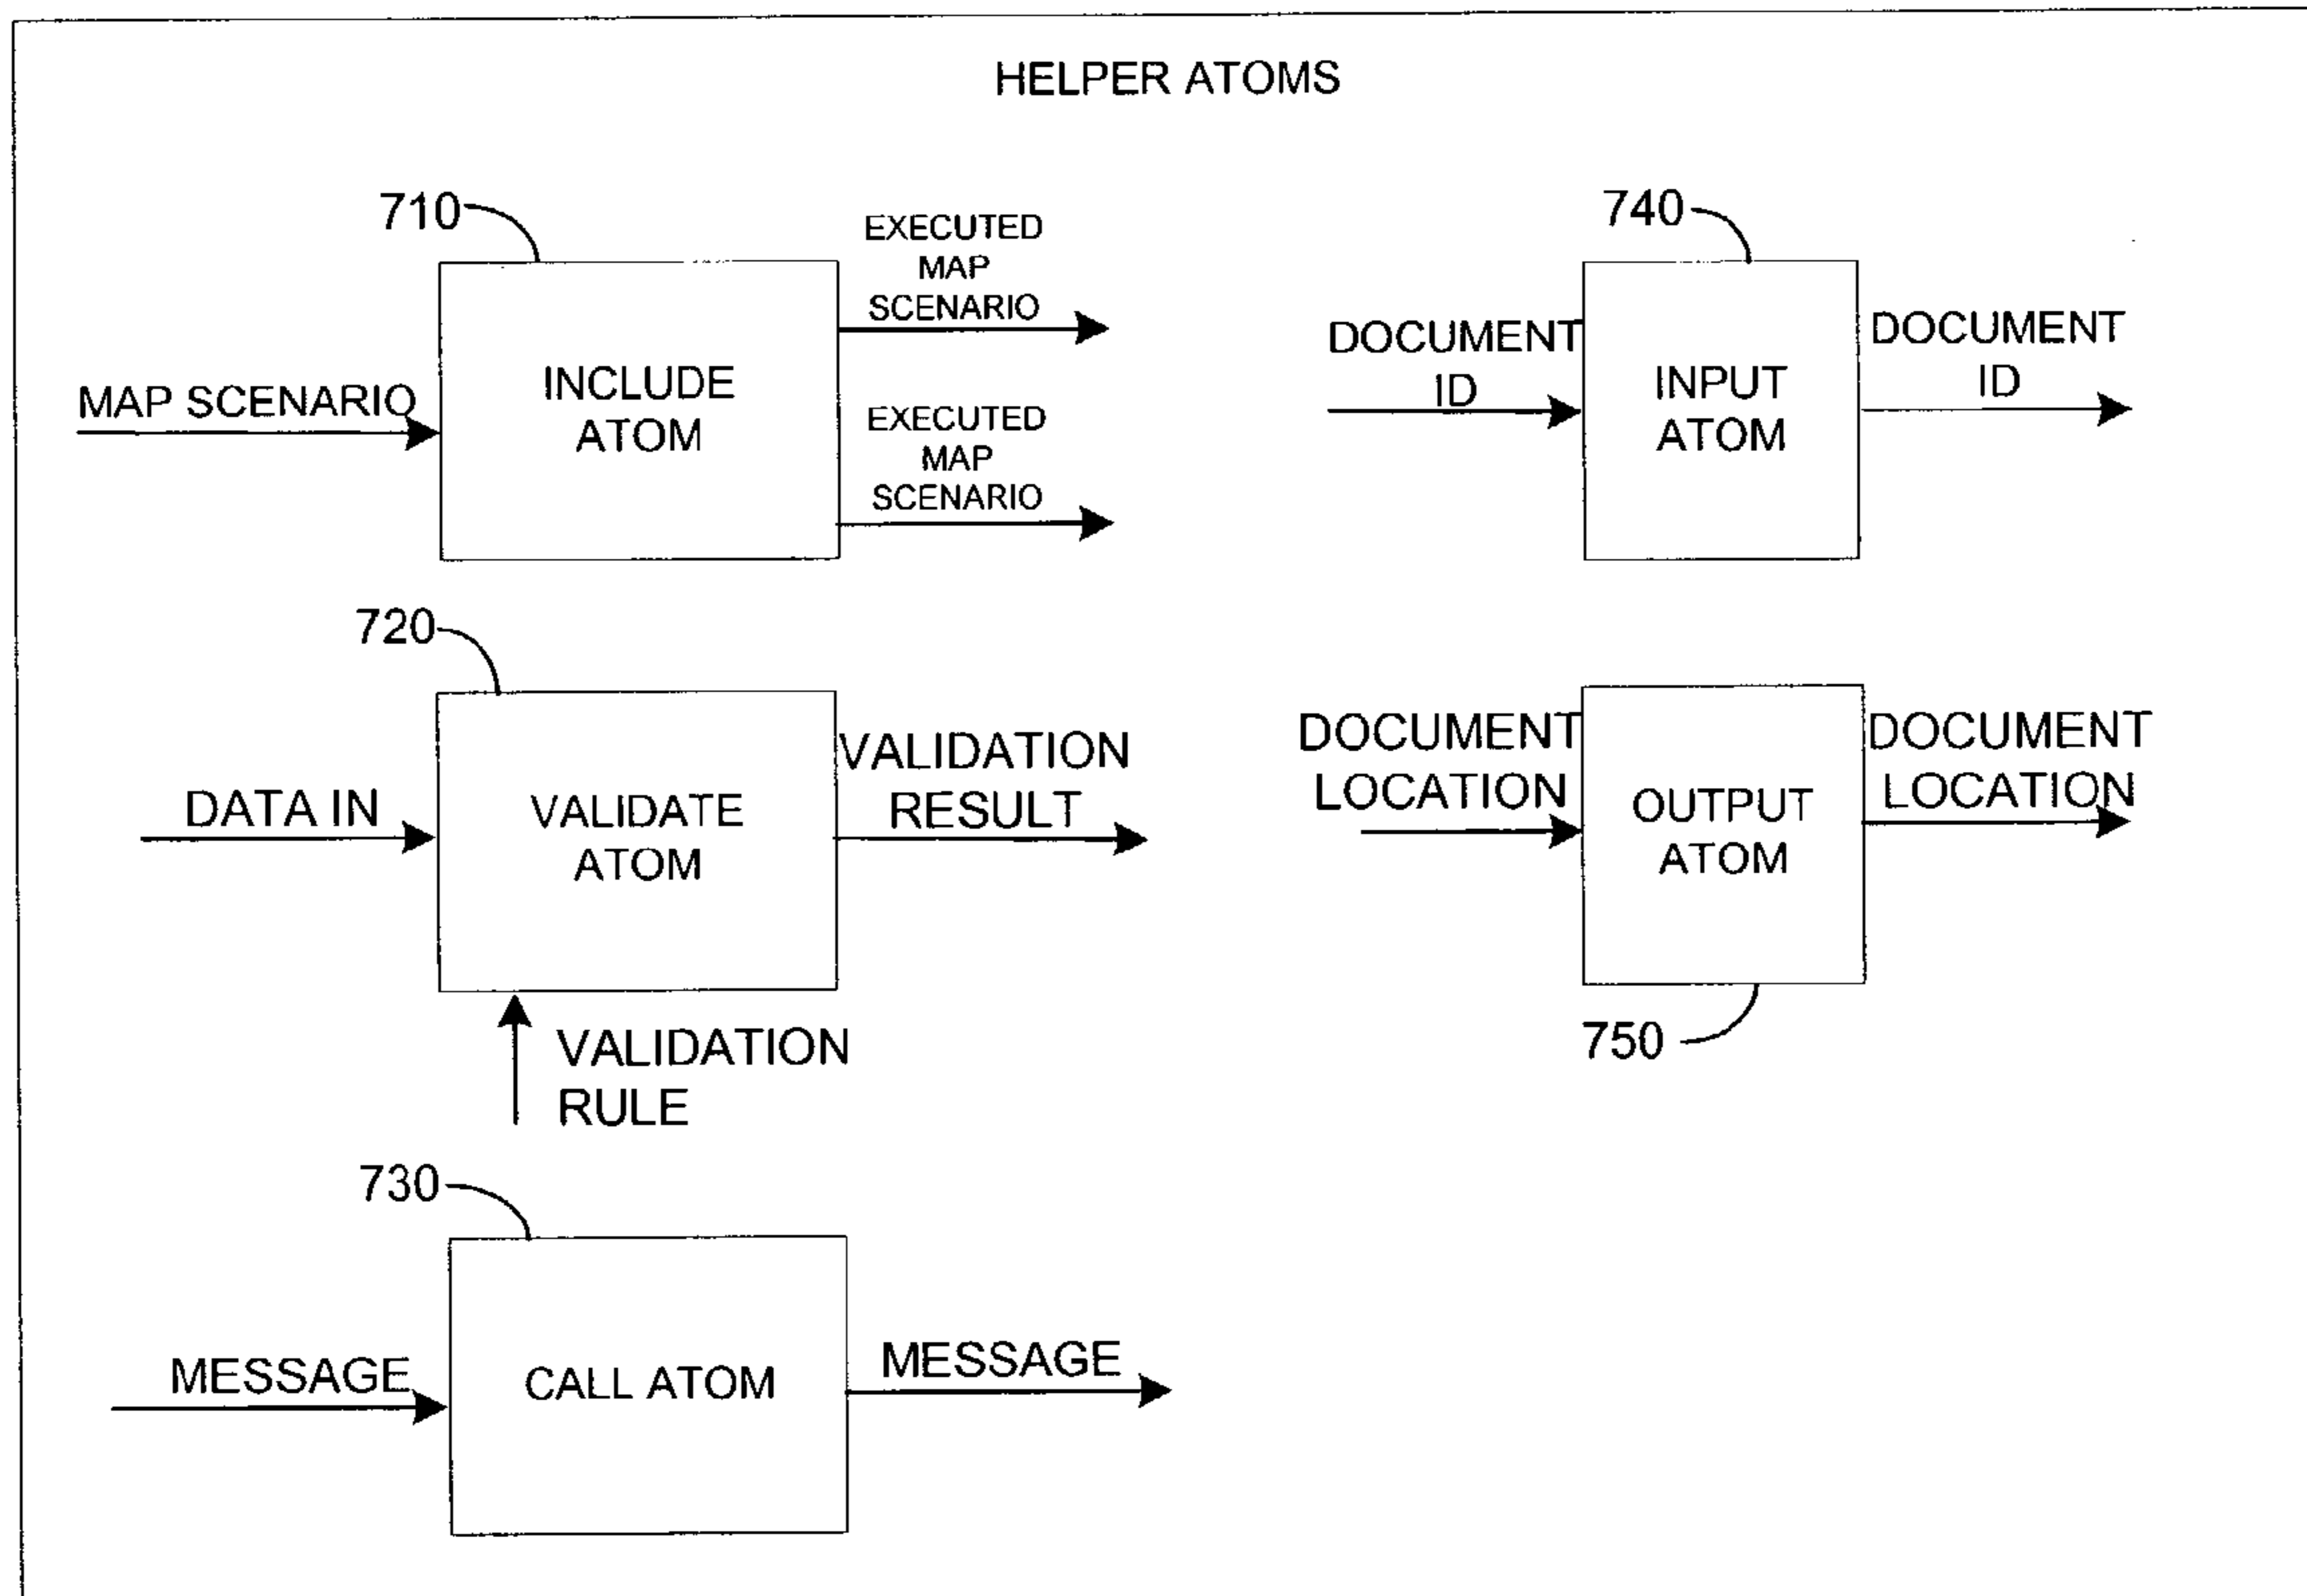 HELPER ATOMS
710
EXECUTED
MAP
SCENARIO
MAP SCENARIO
INCLUDE
ATOM
EXECUTED
MAP
SCENARIO
740
DOCUMENT
ID
INPUT
ATOM
DOCUMENT
ID
720
DATA IN
VALIDATE
ATOM
VALIDATION
RESULT
VALIDATION
RULE
DOCUMENT
LOCATION
OUTPUT
ATOM
DOCUMENT
LOCATION
750
730
MESSAGE
CALL ATOM
MESSAGE